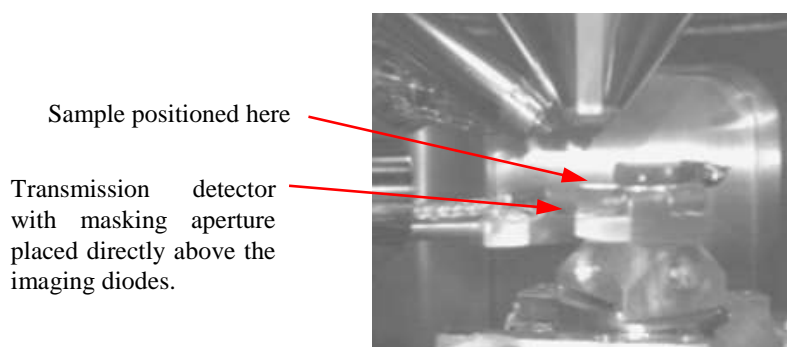 Sample positioned here
Transmission detector
with masking aperture
placed directly above the
imaging diodes.